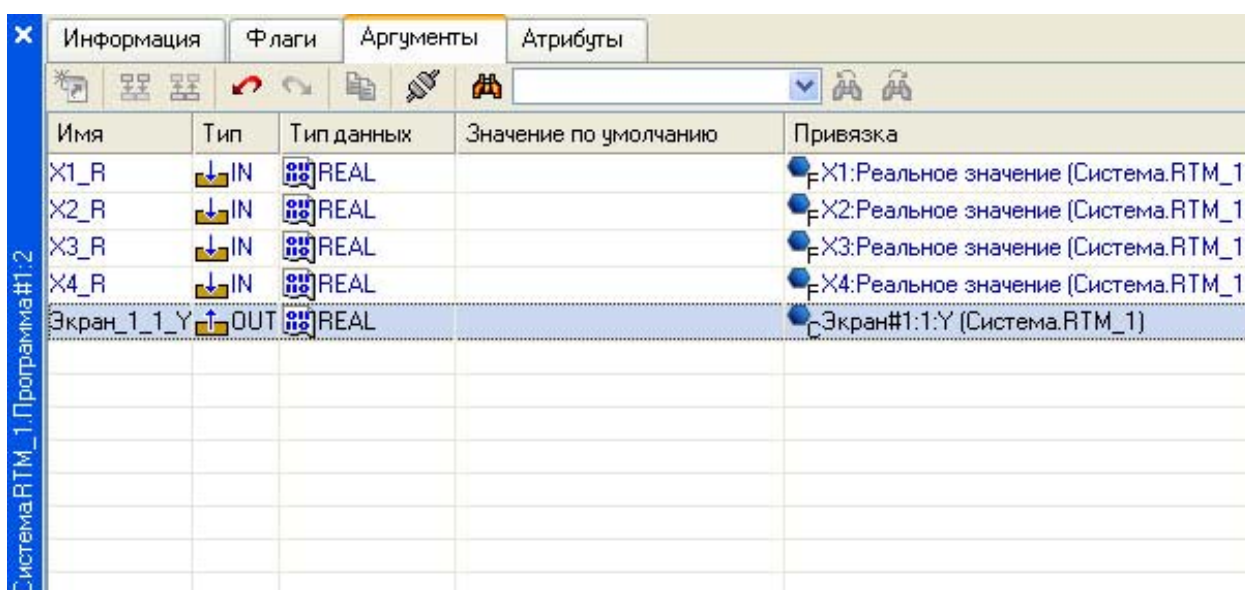 Информация Флаги Аргументы Атрибуты
Имя Тип Тип данных Значение по умолчанию Привязка
X1_R IN REAL F X1:Реальное значение (Система.RTM_1
X2_R IN REAL F X2:Реальное значение (Система.RTM_1
X3_R IN REAL F X3:Реальное значение (Система.RTM_1
X4_R IN REAL F X4:Реальное значение (Система.RTM_1
Экран_1_1_Y OUT REAL C Экран#1:1:Y (Система.RTM_1)
Система.RTM_1.Программа#1:2